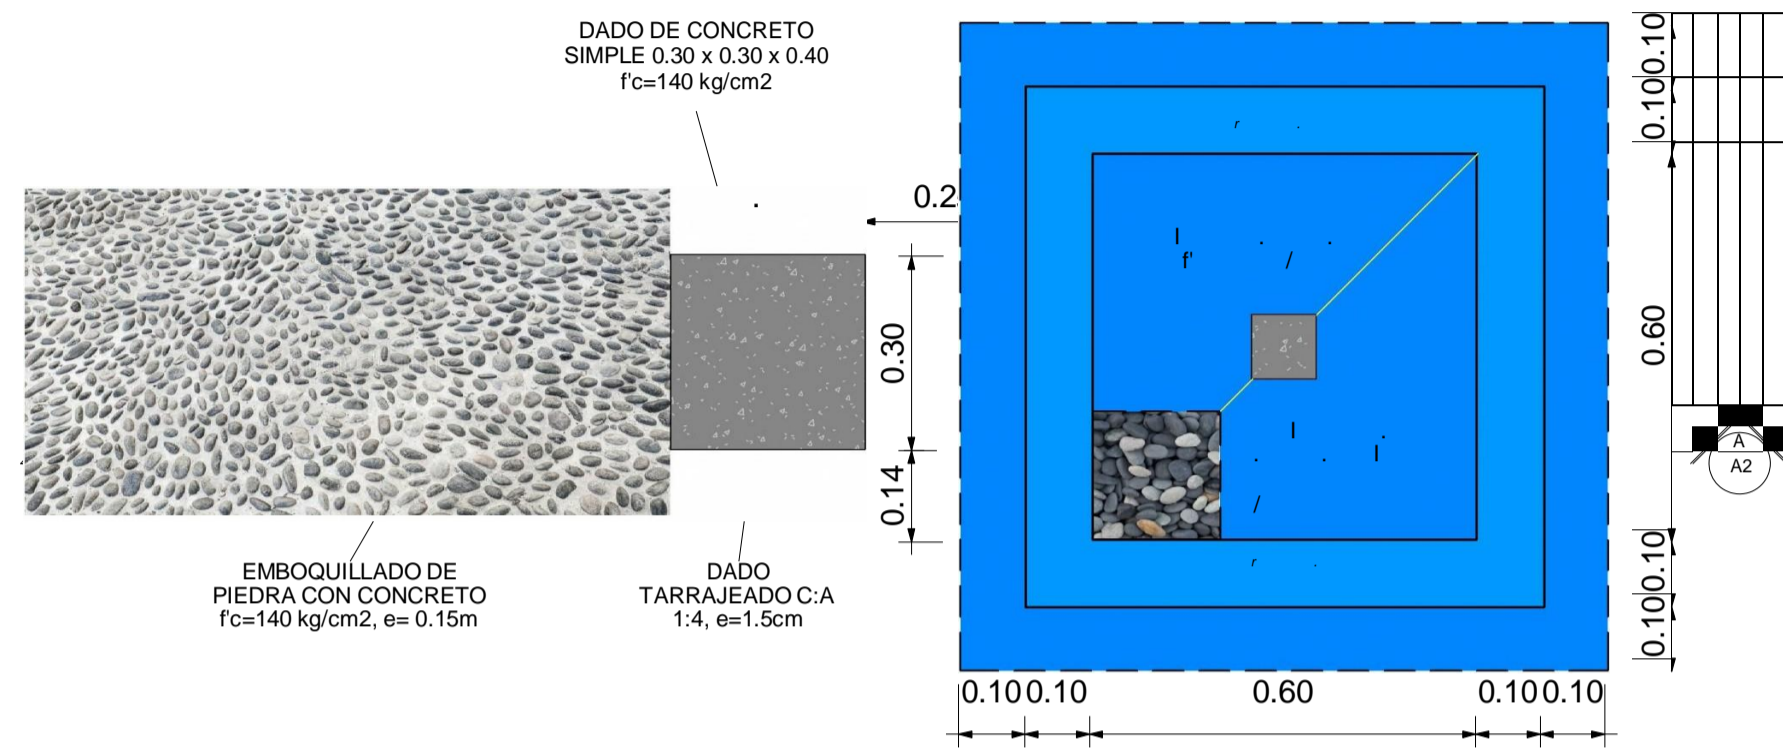 DADO DE CONCRETO
SIMPLE 0.30 x 0.30 x 0.40
f'c=140 kg/cm2
0.2
0.30
0.14
EMBOQUILLADO DE
PIEDRA CON CONCRETO
f'c=140 kg/cm2, e= 0.15m
DADO
TARRAJEADO C:A
1:4, e=1.5cm
f'
/
/
0.10
0.10
0.60
0.10
0.10
A
A2
0.10 0.10 0.60 0.10 0.10